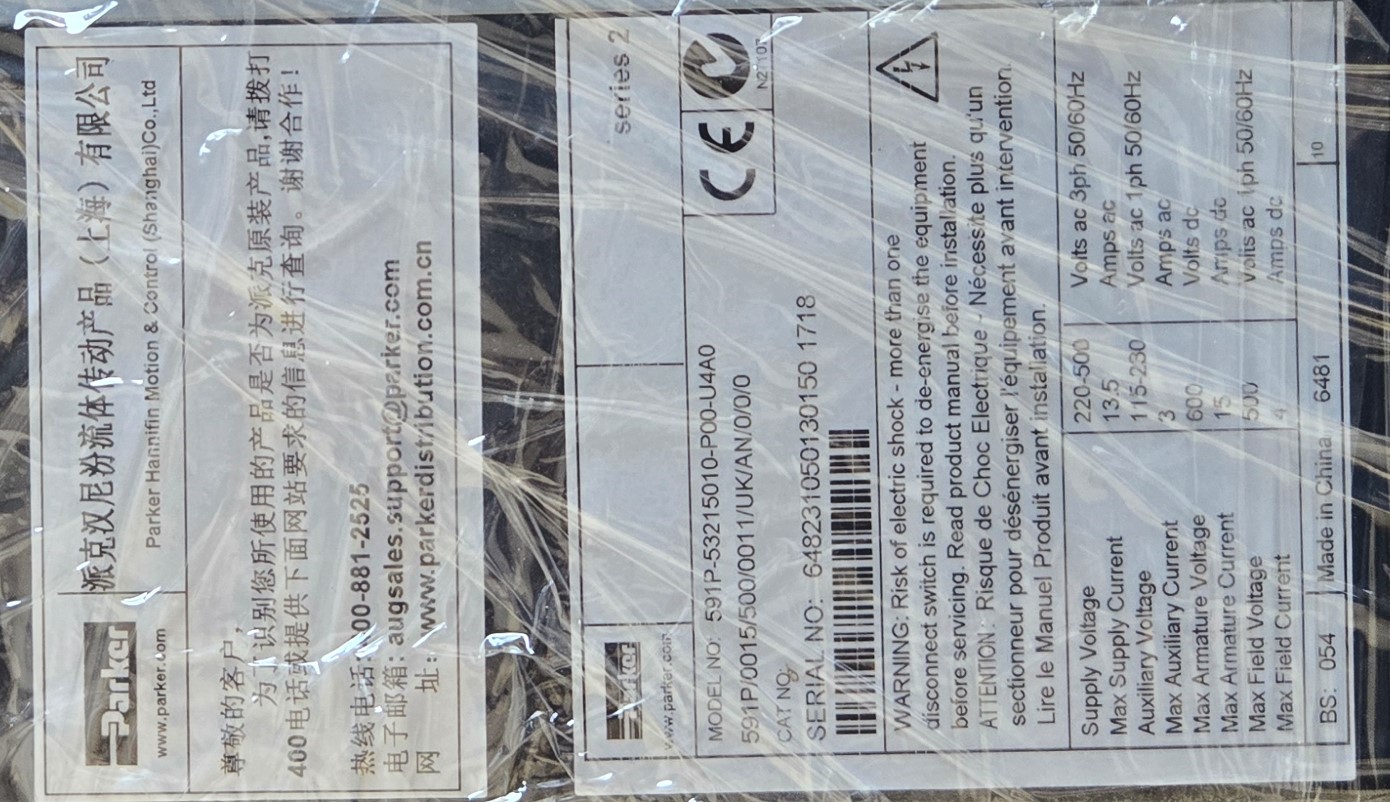 Parker
www.parker.com
派克汉尼汾流体传动产品（上海）有限公司
Parker Hannifin Motion & Control (Shanghai)Co.,Ltd
尊敬的客户，
为了识别您所使用的产品是否为派克原装产品,请拨打
400电话或提供下面网站要求的信息进行查询。谢谢合作！
热线电话：400-881-2525
电子邮箱：augsales.support@parker.com
网 址：www.parkerdistribution.com.cn
Parker
www.parker.com
series 2
MODEL NO: 591P-53215010-P00-U4A0
591P/0015/500/0011/UK/AN/0/0/0
CAT NO:
SERIAL NO: 6482310501130150 1718
CE
N27107
WARNING: Risk of electric shock - more than one
disconnect switch is required to de-energise the equipment
before servicing. Read product manual before installation.
ATTENTION: Risque de Choc Electrique - Nécessite plus qu'un
sectionneur pour désénergiser l'équipement avant intervention.
Lire le Manuel Produit avant installation.
Supply Voltage 220-500 Volts ac 3ph 50/60Hz
Max Supply Current 13.5 Amps ac
Auxiliary Voltage 115-230 Volts ac 1ph 50/60Hz
Max Auxiliary Current 3 Amps ac
Max Armature Voltage 600 Volts dc
Max Armature Current 15 Amps dc
Max Field Voltage 500 Volts ac 1ph 50/60Hz
Max Field Current 4 Amps dc
BS: 054 Made in China 6481 10